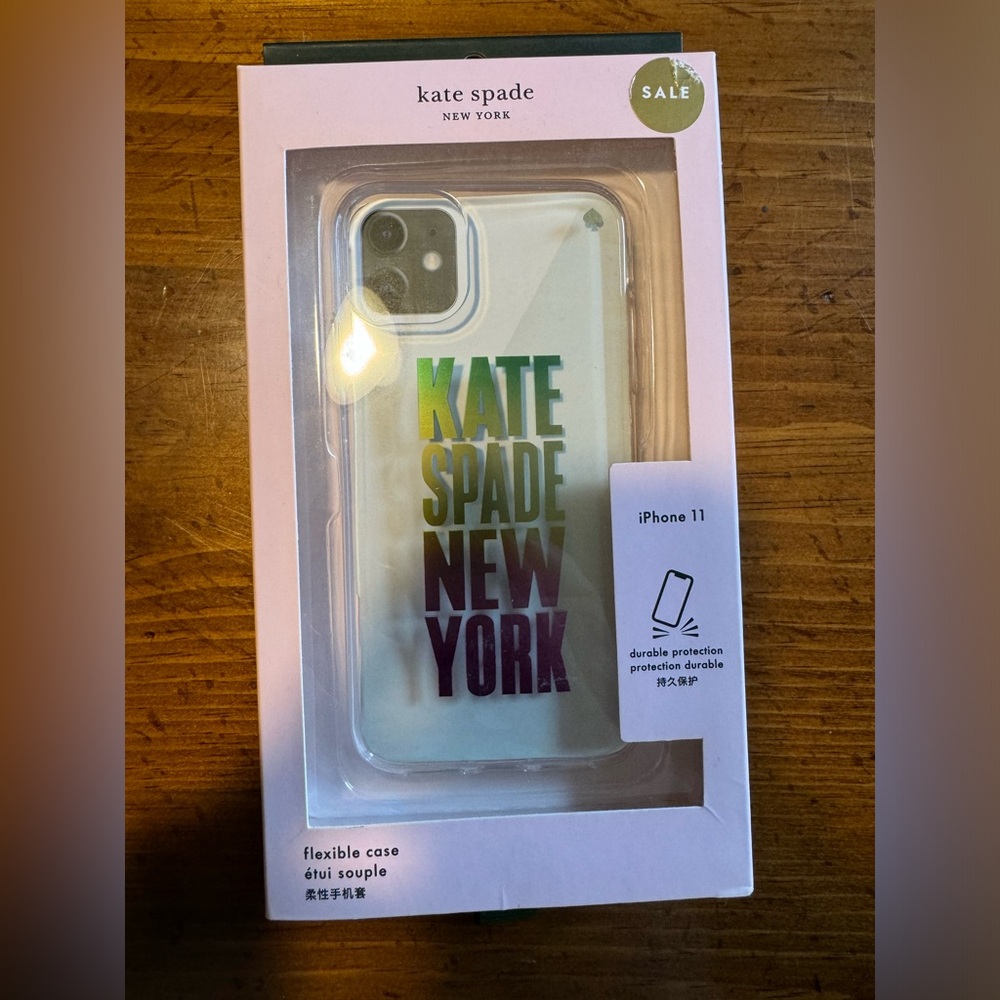 kate spade
NEW YORK
SALE
KATE
SPADE
NEW
YORK
iPhone 11
durable protection
protection durable
持久保护
flexible case
étui souple
柔性手机套